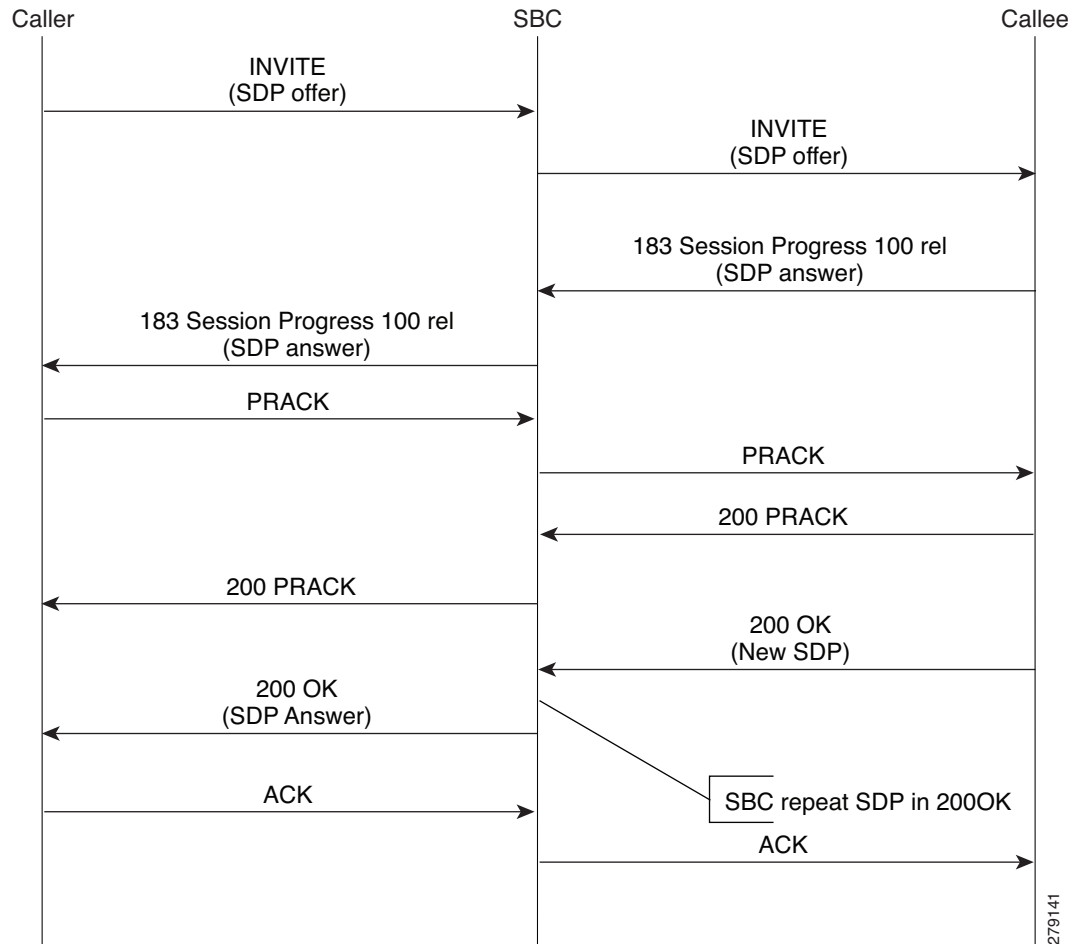 Caller
SBC
Callee
INVITE
(SDP offer)
INVITE
(SDP offer)
183 Session Progress 100 rel
(SDP answer)
183 Session Progress 100 rel
(SDP answer)
PRACK
PRACK
200 PRACK
200 PRACK
200 OK
(New SDP)
200 OK
(SDP Answer)
ACK
SBC repeat SDP in 200OK
ACK
279141